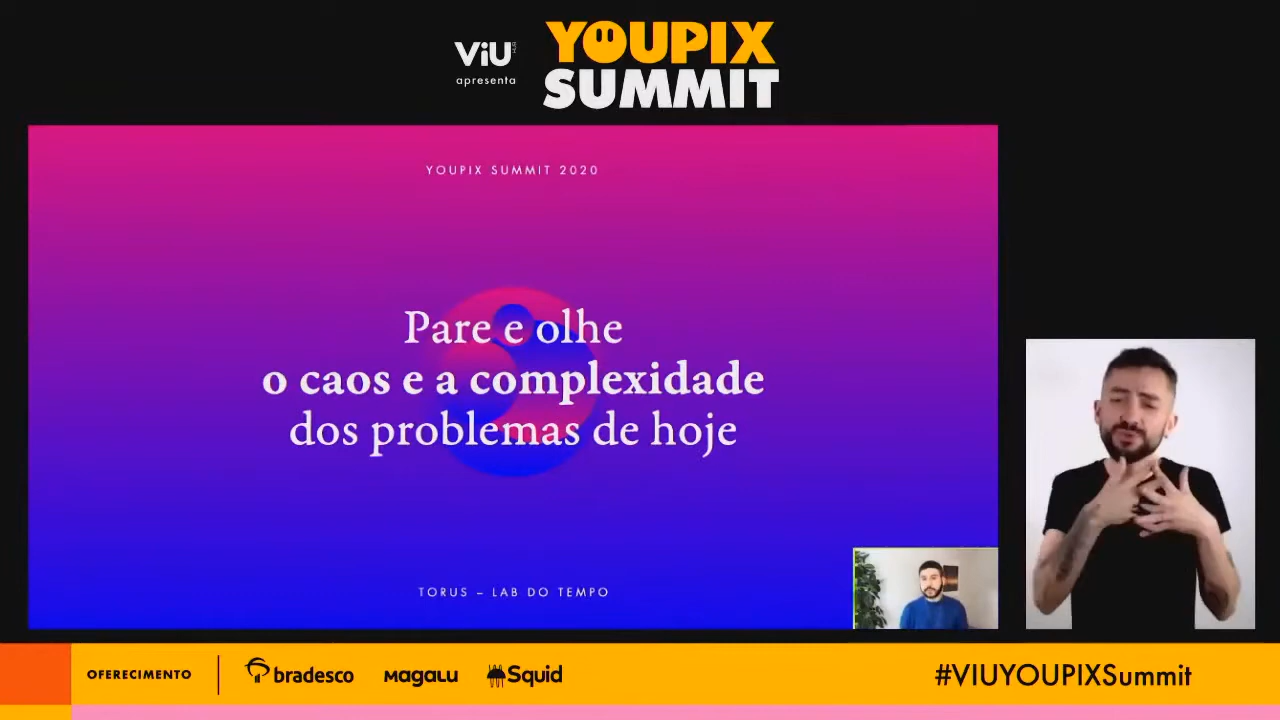 ViU
apresenta
YOUPIX
SUMMIT
YOUPIX SUMMIT 2020
Pare e olhe
o caos e a complexidade
dos problemas de hoje
TORUS – LAB DO TEMPO
OFERECIMENTO
bradesco
MAGALU
Squid
#VIUYOUPIXSummit